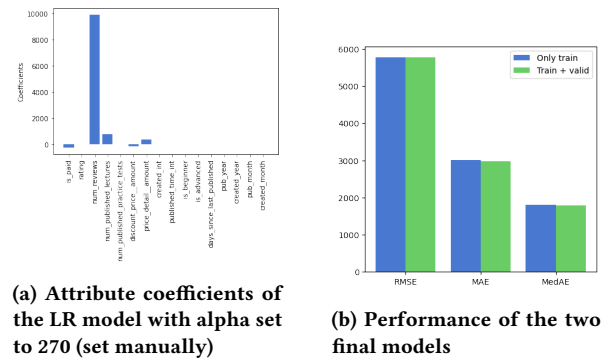 10000
8000
6000
4000
2000
0
Coefficients
is_paid
rating
num_reviews
num_published_lectures
num_published_practice_tests
discount_price__amount
price_detail__amount
created_int
published_time_int
is_beginner
is_advanced
days_since_last_published
pub_year
created_year
pub_month
created_month
(a) Attribute coefficients of
the LR model with alpha set
to 270 (set manually)
6000
5000
4000
3000
2000
1000
0
Only train
Train + valid
RMSE MAE MedAE
(b) Performance of the two
final models